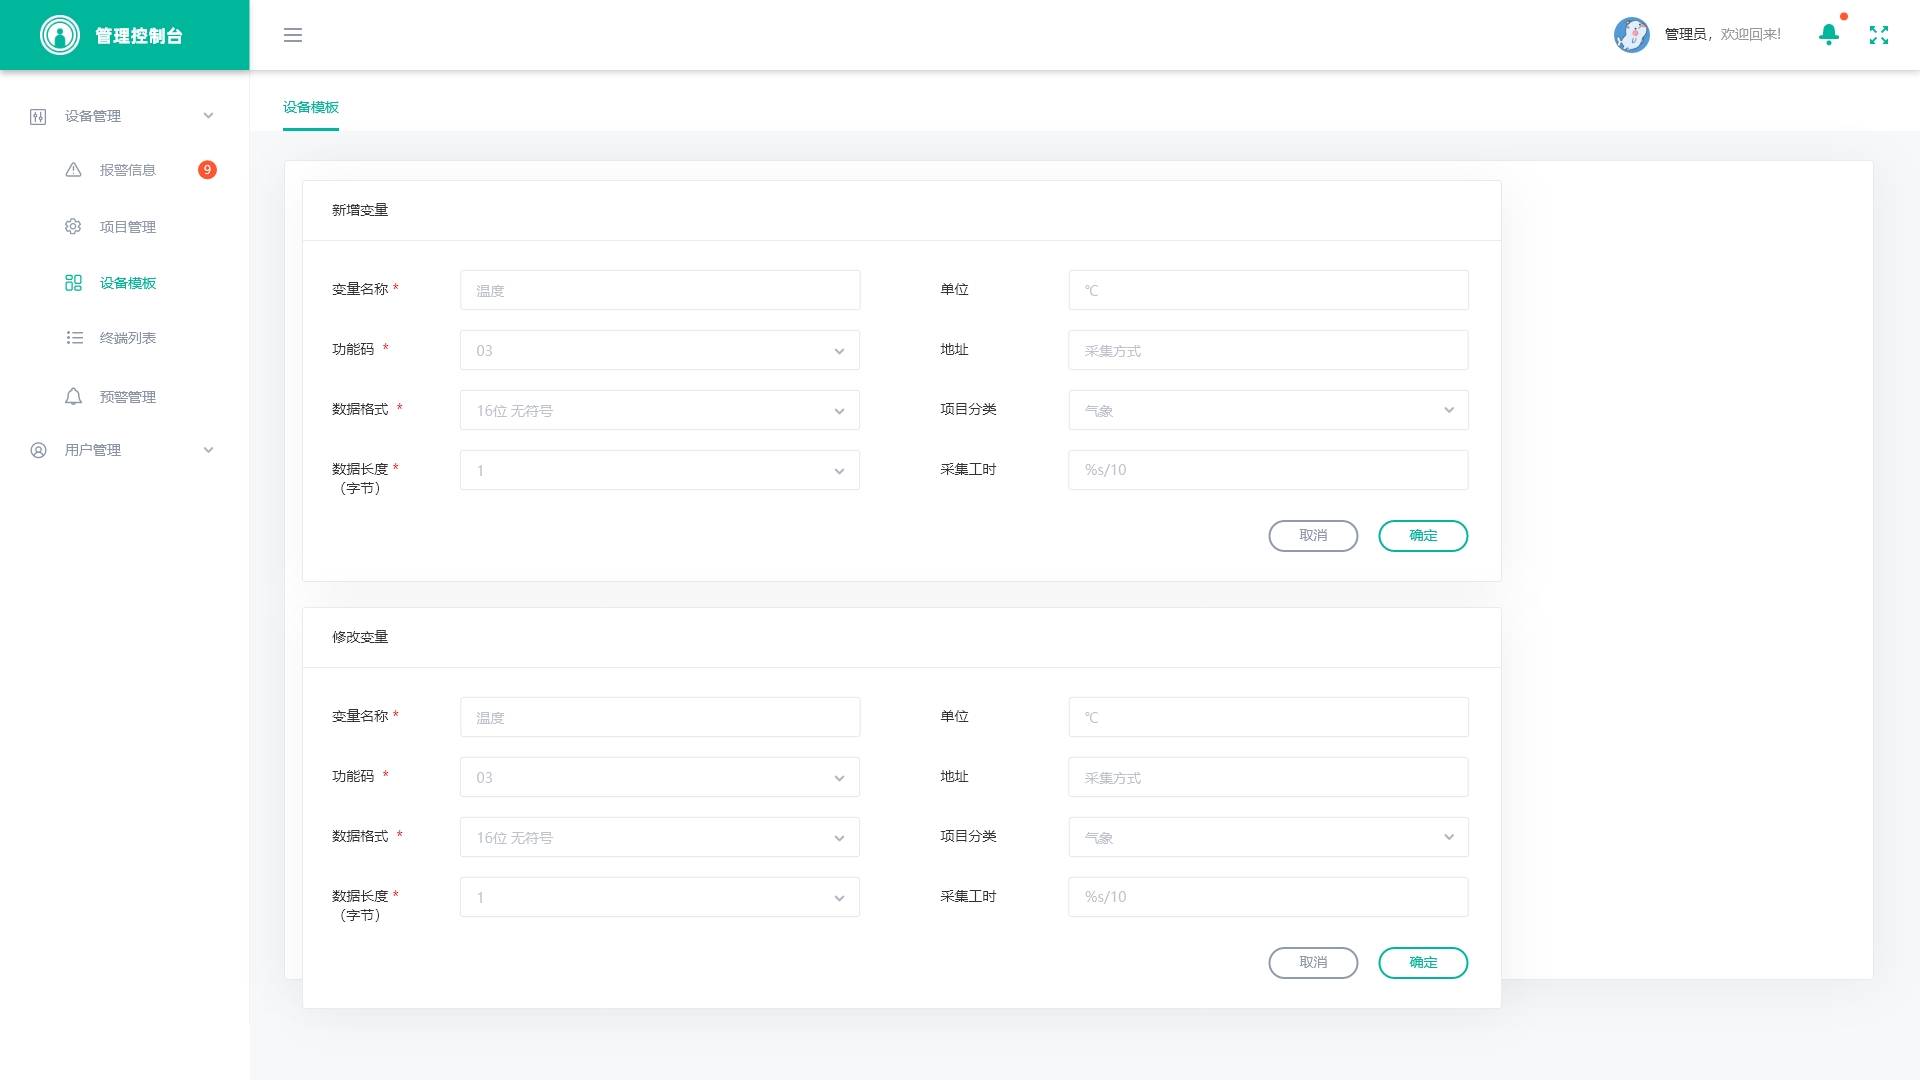 管理控制台
管理员，欢迎回来!
设备管理
报警信息 9
项目管理
设备模板
终端列表
预警管理
用户管理
设备模板
新增变量
变量名称 * 温度 单位 ℃
功能码 * 03 地址 采集方式
数据格式 * 16位 无符号 项目分类 气象
数据长度 * 1 采集工时 %s/10
（字节）
取消 确定
修改变量
变量名称 * 温度 单位 ℃
功能码 * 03 地址 采集方式
数据格式 * 16位 无符号 项目分类 气象
数据长度 * 1 采集工时 %s/10
（字节）
取消 确定